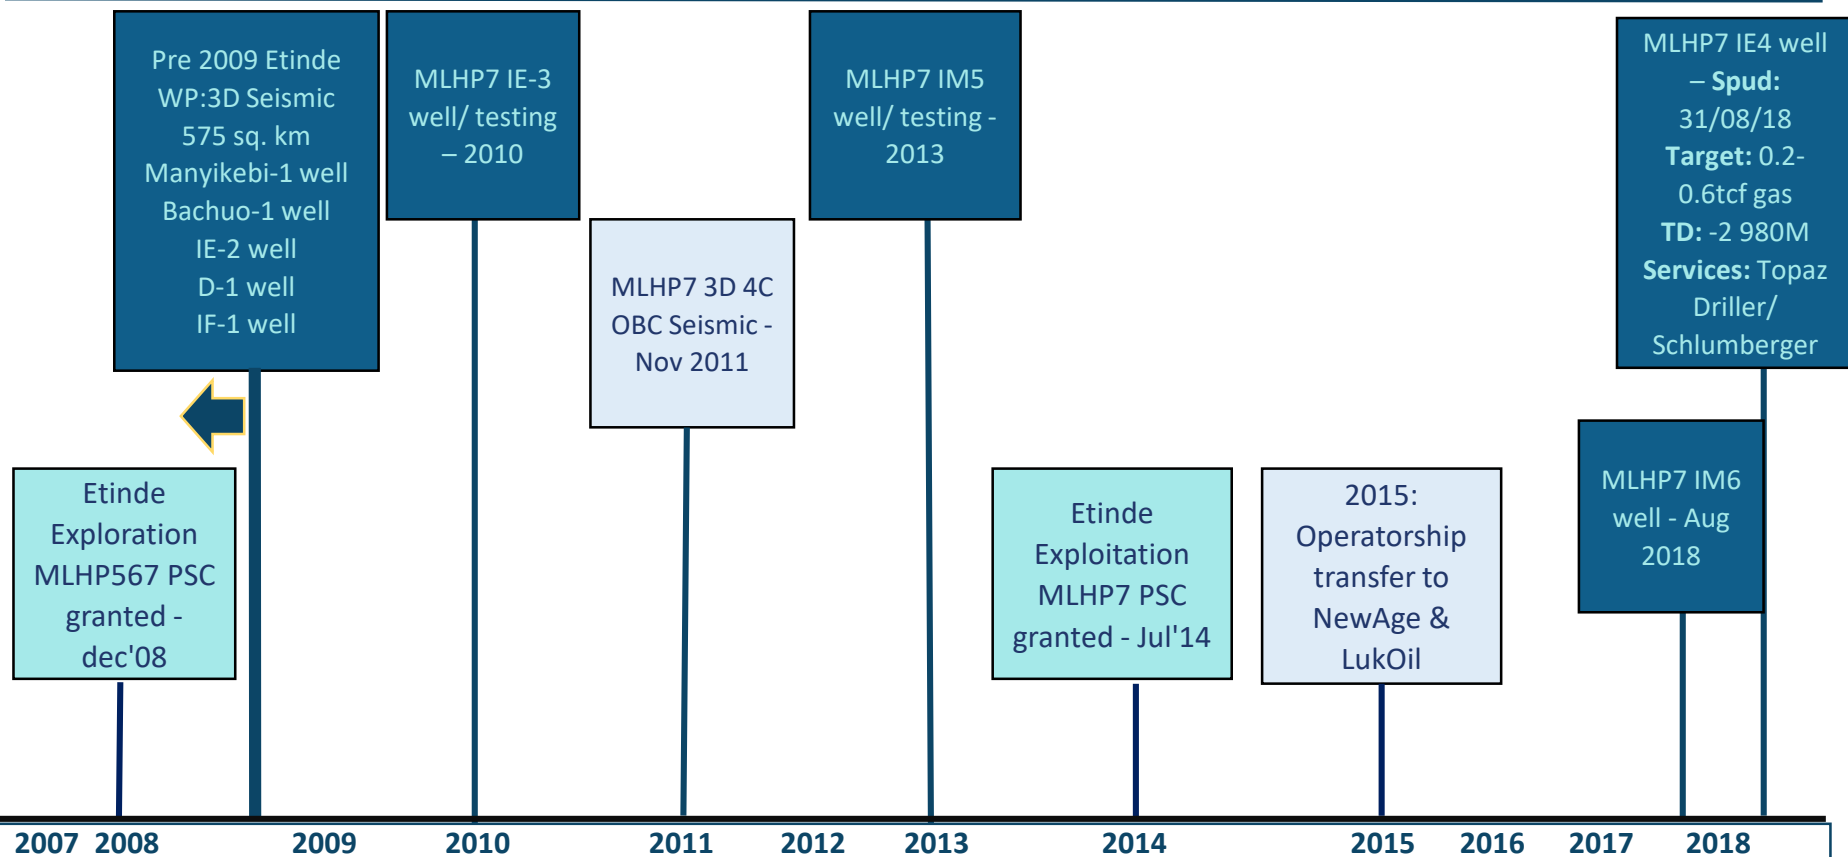 Pre 2009 Etinde
WP:3D Seismic
575 sq. km
Manyikebi-1 well
Bachuo-1 well
IE-2 well
D-1 well
IF-1 well
MLHP7 IE-3
well/ testing
– 2010
MLHP7 3D 4C
OBC Seismic -
Nov 2011
MLHP7 IM5
well/ testing -
2013
MLHP7 IE4 well
– Spud:
31/08/18
Target: 0.2-
0.6tcf gas
TD: -2 980M
Services: Topaz
Driller/
Schlumberger
Etinde
Exploration
MLHP567 PSC
granted -
dec'08
Etinde
Exploitation
MLHP7 PSC
granted - Jul'14
2015:
Operatorship
transfer to
NewAge &
LukOil
MLHP7 IM6
well - Aug
2018
2007 2008 2009 2010 2011 2012 2013 2014 2015 2016 2017 2018